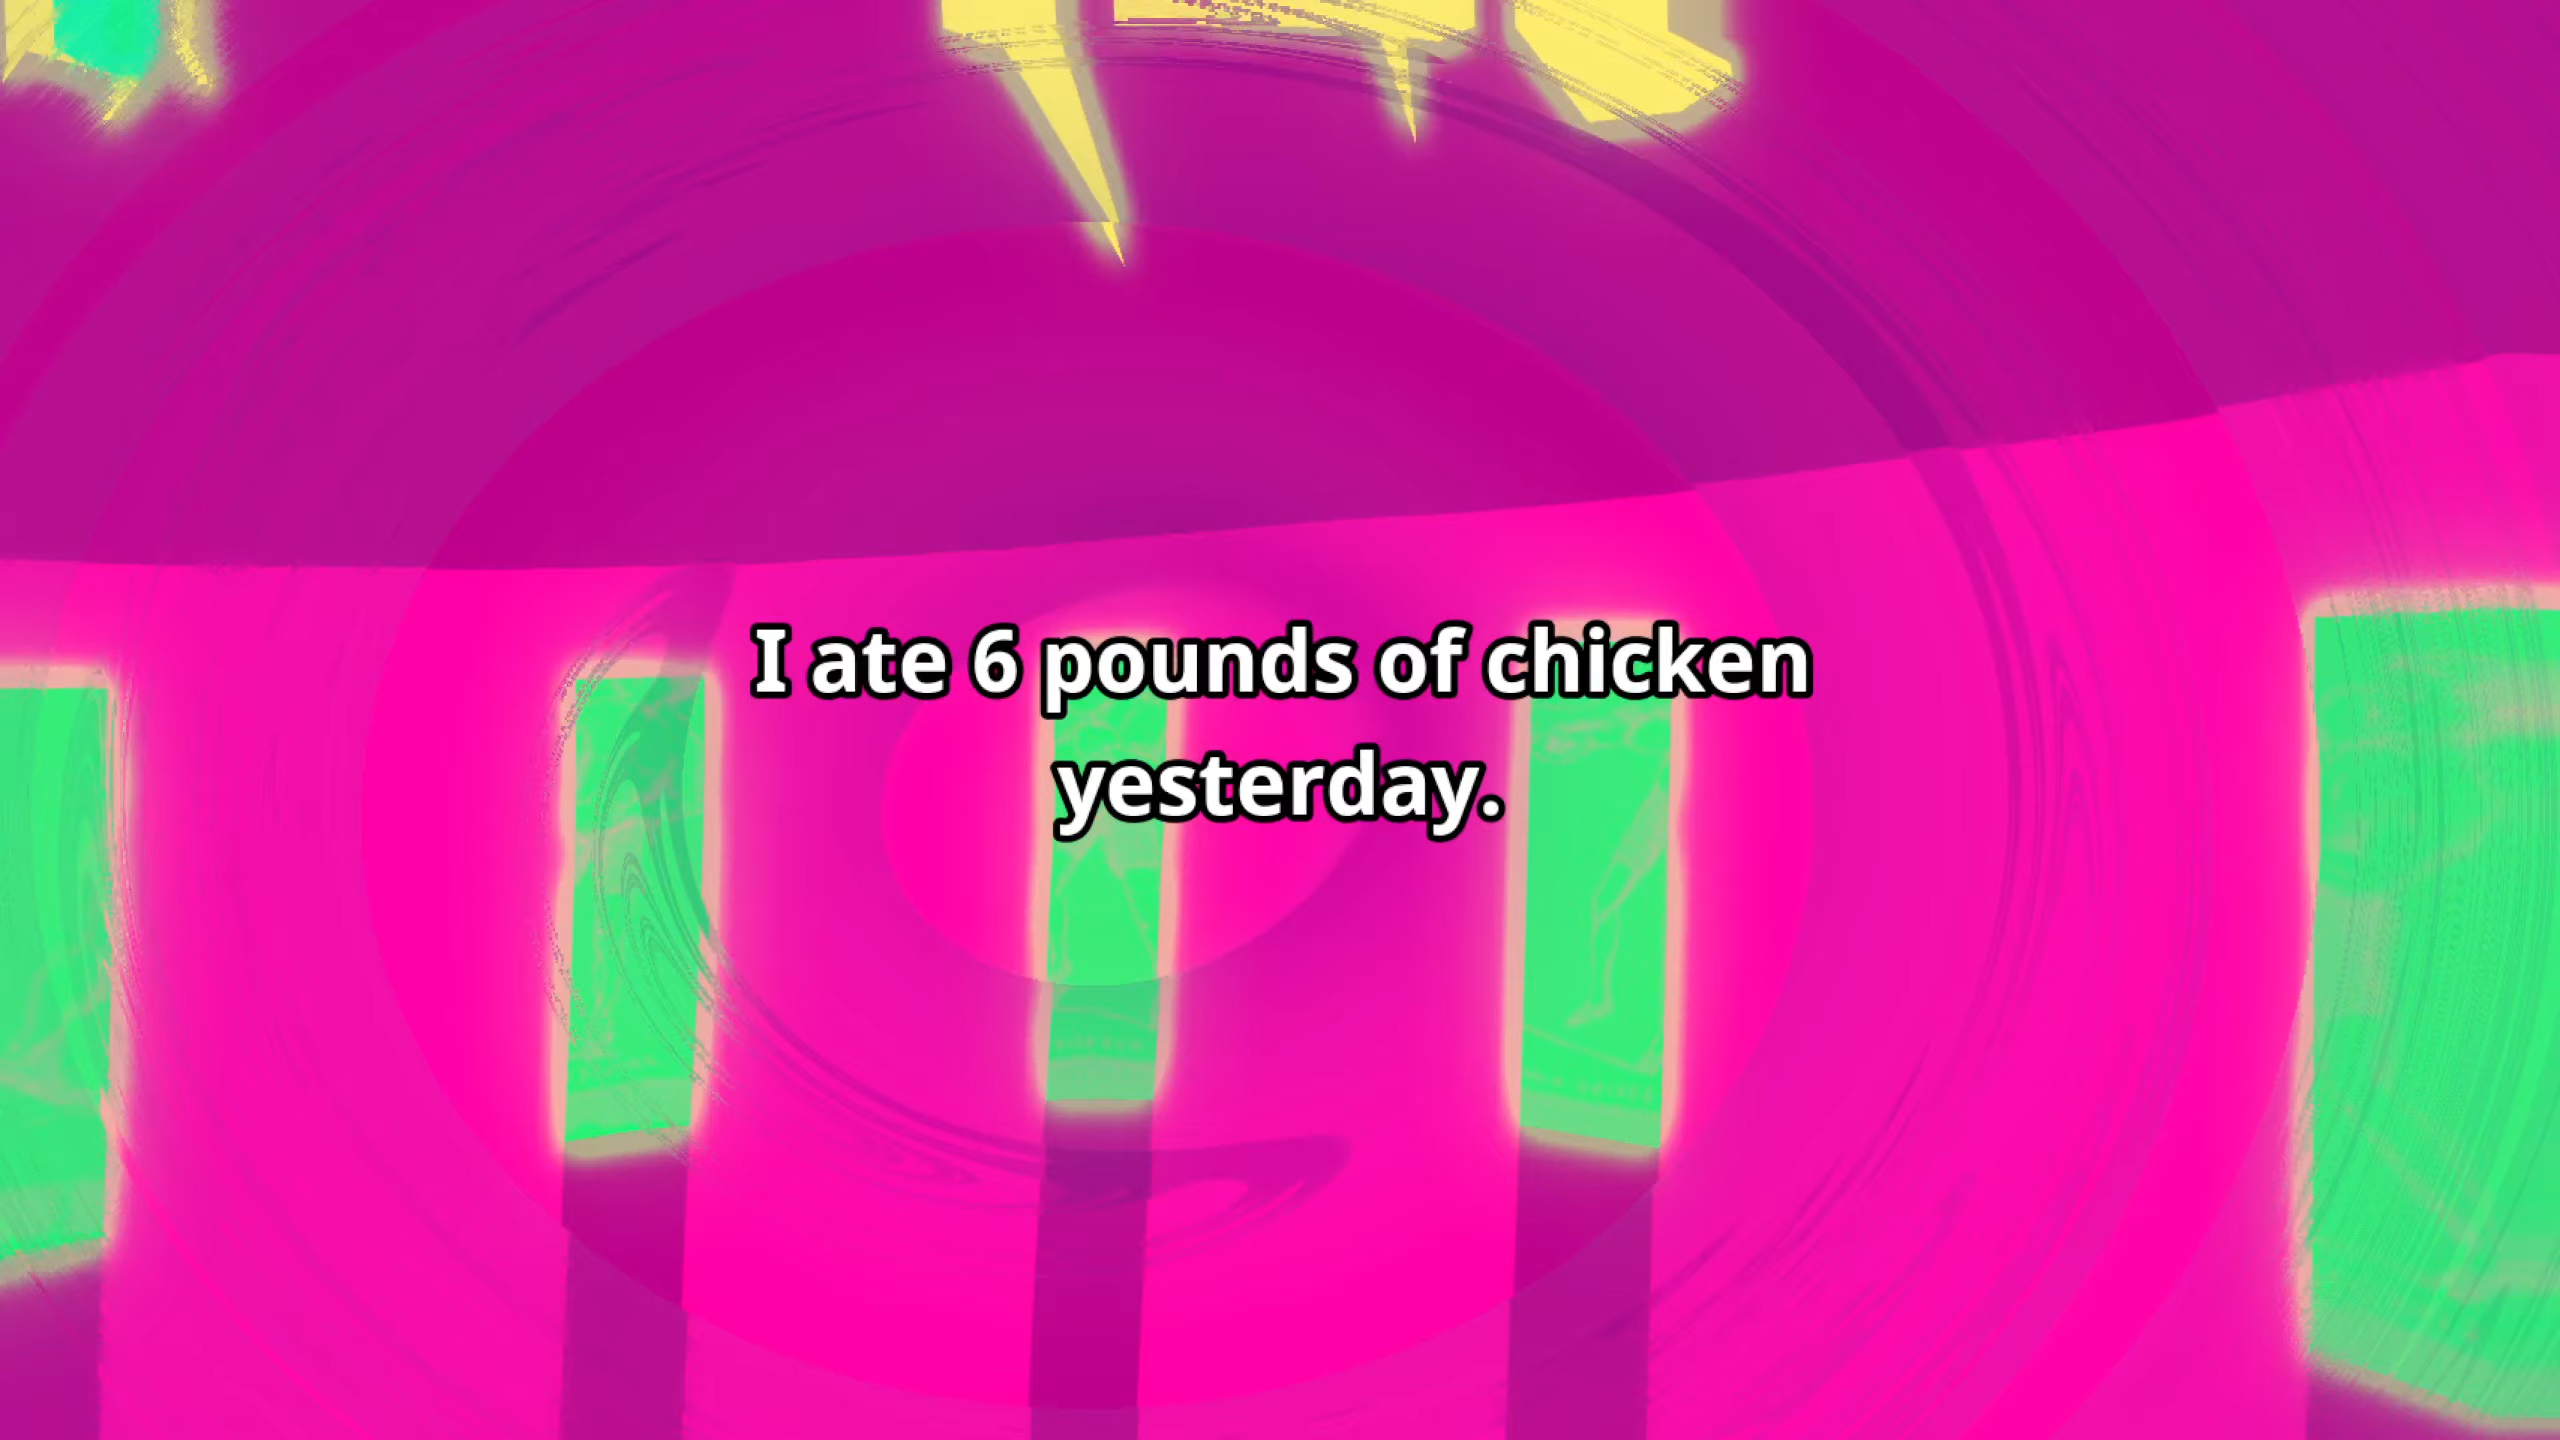 I ate 6 pounds of chicken
yesterday.